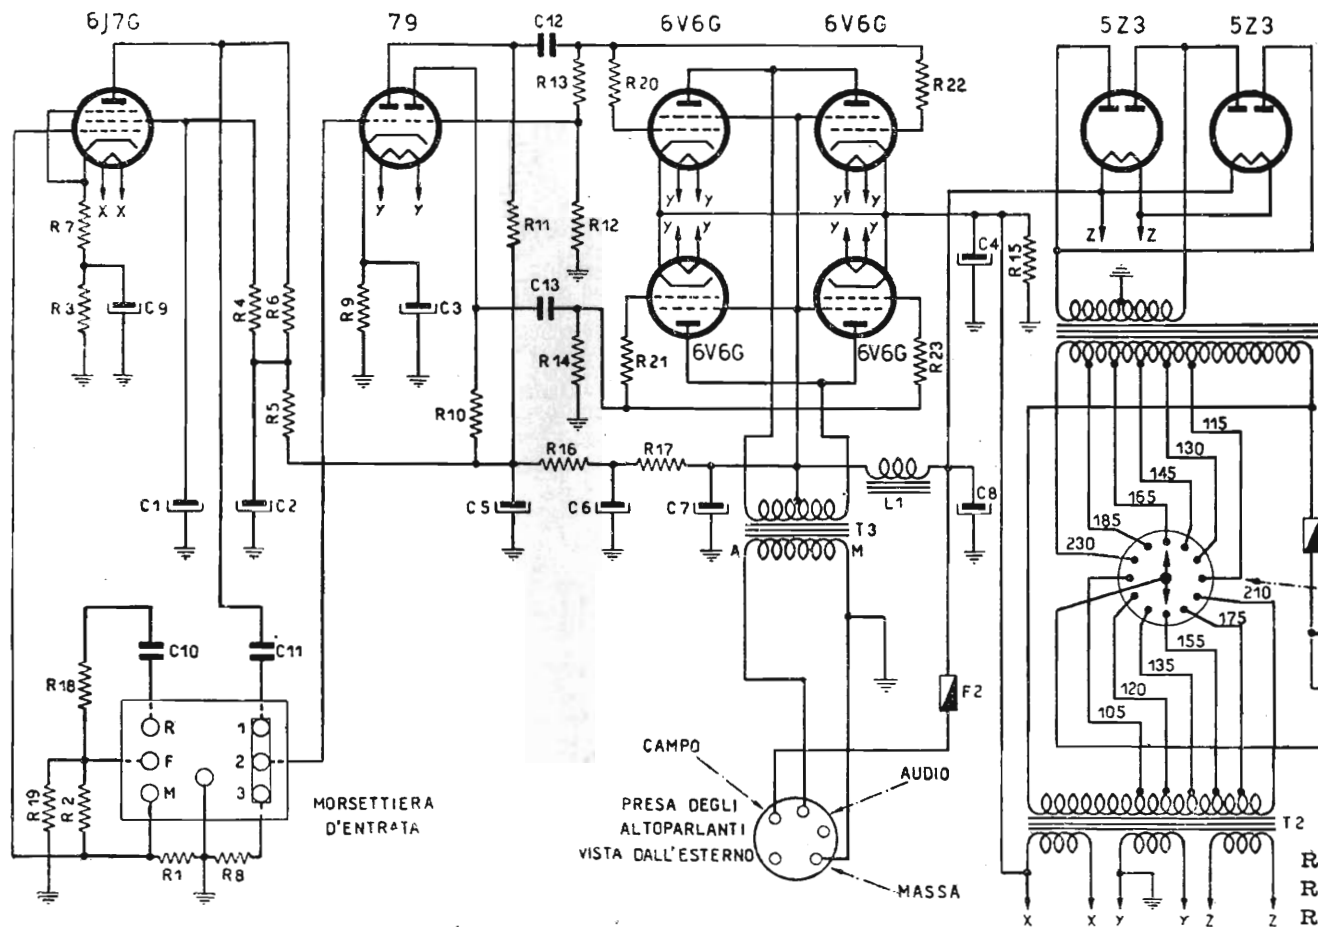 6J7G 79 C12 6V6G 6V6G 5Z3 5Z3
R13 R20 R22
X X Y Y Y Y Y Y
R7 R11 R12 Y Y Y Y C4 R15 Z Z
R3 C9 R4 R6 R9 C3 C13
R14 R21 6V6G 6V6G R23
R5 R10 115
R16 R17 130
145
165
C1 C2 C5 C6 C7 L1 C8
185
T3
A M 230
210
175
C10 C11 155
R18 F2 135
120
R 1 105
F 2 CAMPO AUDIO
M 3
R19 R2 MORSETTIERA
D'ENTRATA
PRESA DEGLI
ALTOPARLANTI
VISTA DALL'ESTERNO
T2
R1 R8 MASSA
R
R
X X Y Y Z Z R